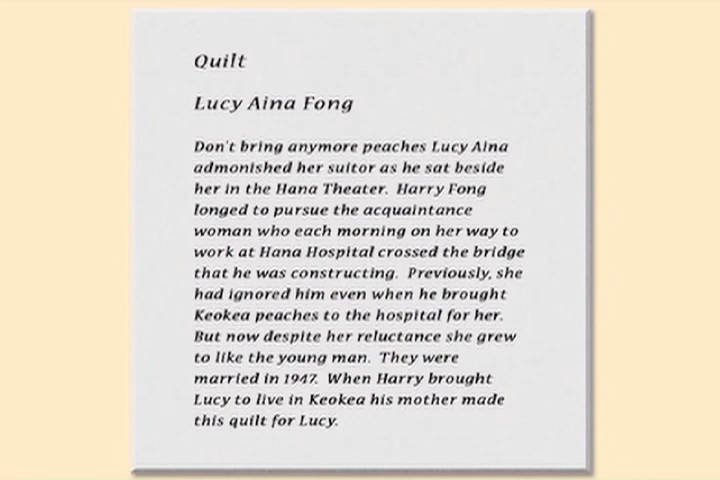 Quilt
Lucy Aina Fong
Don't bring anymore peaches Lucy Aina
admonished her suitor as he sat beside
her in the Hana Theater. Harry Fong
longed to pursue the acquaintance
woman who each morning on her way to
work at Hana Hospital crossed the bridge
that he was constructing. Previously, she
had ignored him even when he brought
Keokea peaches to the hospital for her.
But now despite her reluctance she grew
to like the young man. They were
married in 1947. When Harry brought
Lucy to live in Keokea his mother made
this quilt for Lucy.